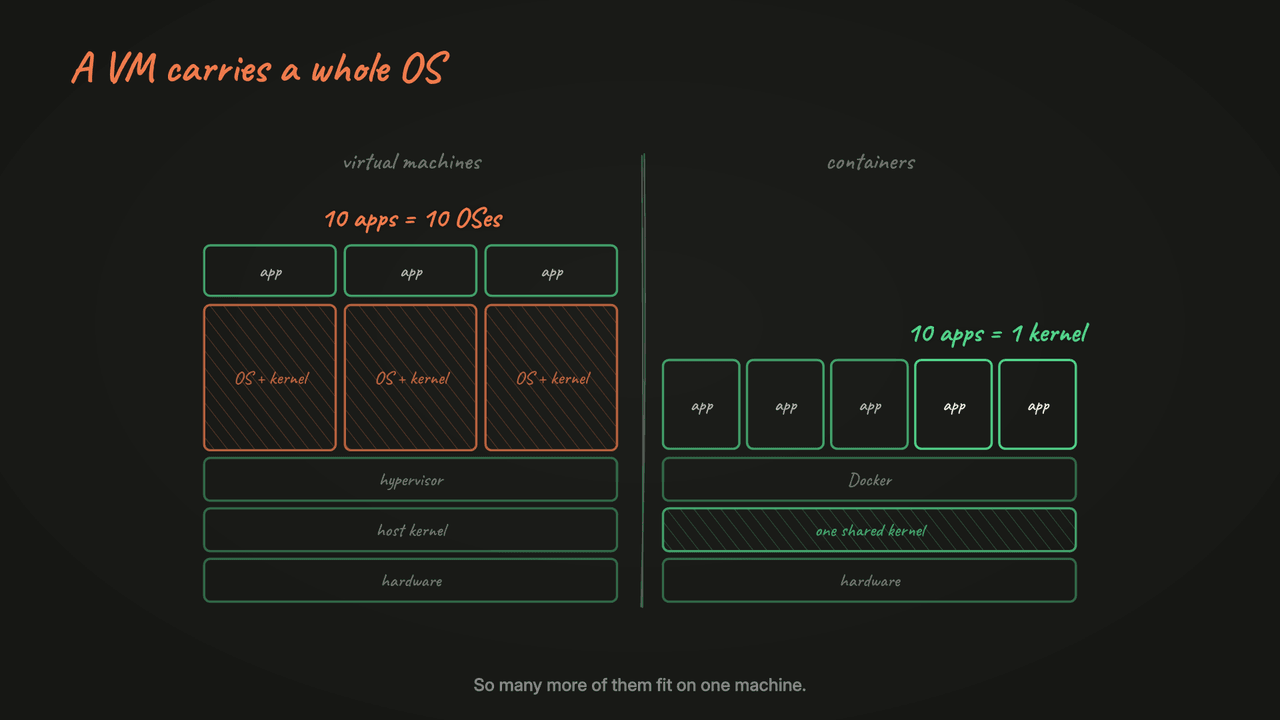 A VM carries a whole OS
virtual machines
10 apps = 10 OSes
app app app
OS + kernel OS + kernel OS + kernel
hypervisor
host kernel
hardware
containers
10 apps = 1 kernel
app app app app app
Docker
one shared kernel
hardware
So many more of them fit on one machine.